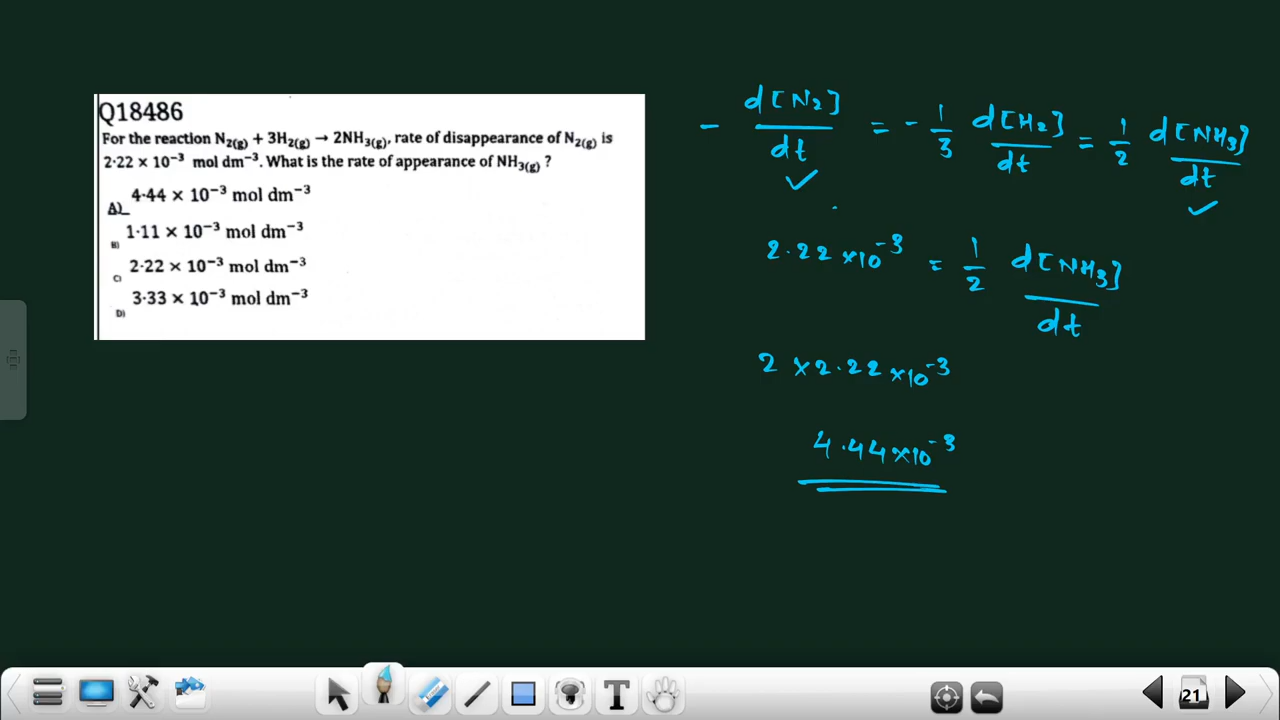 Q18486
For the reaction N₂(g) + 3H₂(g) → 2NH₃(g), rate of disappearance of N₂(g) is
2·22 × 10⁻³ mol dm⁻³. What is the rate of appearance of NH₃(g) ?
A) 4·44 × 10⁻³ mol dm⁻³
B) 1·11 × 10⁻³ mol dm⁻³
C) 2·22 × 10⁻³ mol dm⁻³
D) 3·33 × 10⁻³ mol dm⁻³
- d[N₂]/dt = - 1/3 d[H₂]/dt = 1/2 d[NH₃]/dt
2.22×10⁻³ = 1/2 d[NH₃]/dt
2 × 2.22×10⁻³
4.44×10⁻³
T
21